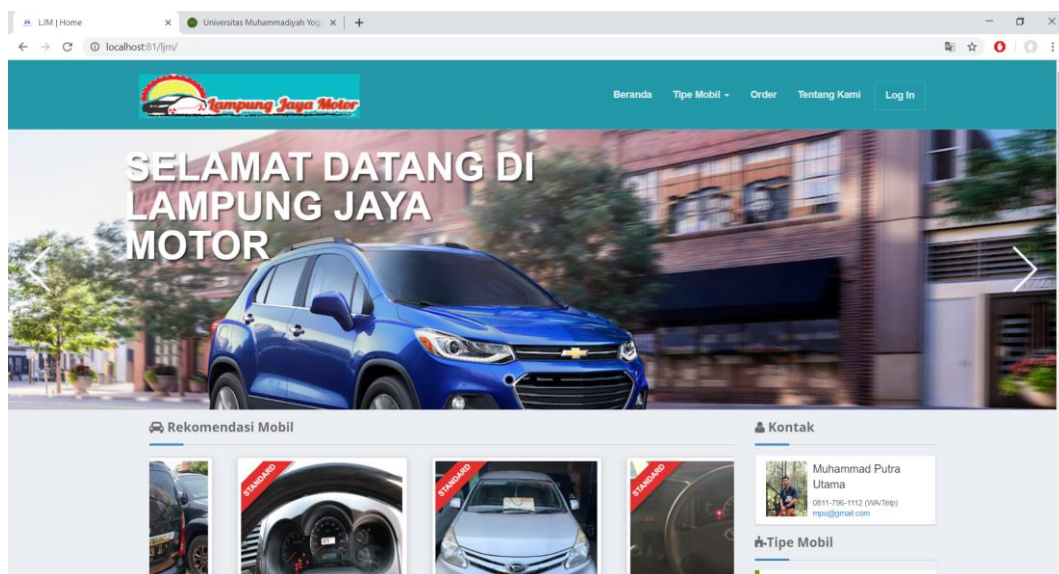 LJM | Home
Universitas Muhammadiyah Yog
localhost:81/ljm/
Lampung Jaya Motor
Beranda
Tipe Mobil
Order
Tentang Kami
Log In
SELAMAT DATANG DI
LAMPUNG JAYA
MOTOR
Rekomendasi Mobil
STANDARD
STANDARD
STANDARD
Kontak
Muhammad Putra
Utama
0811-796-1112 (WA/Telp)
mpu@gmail.com
Tipe Mobil